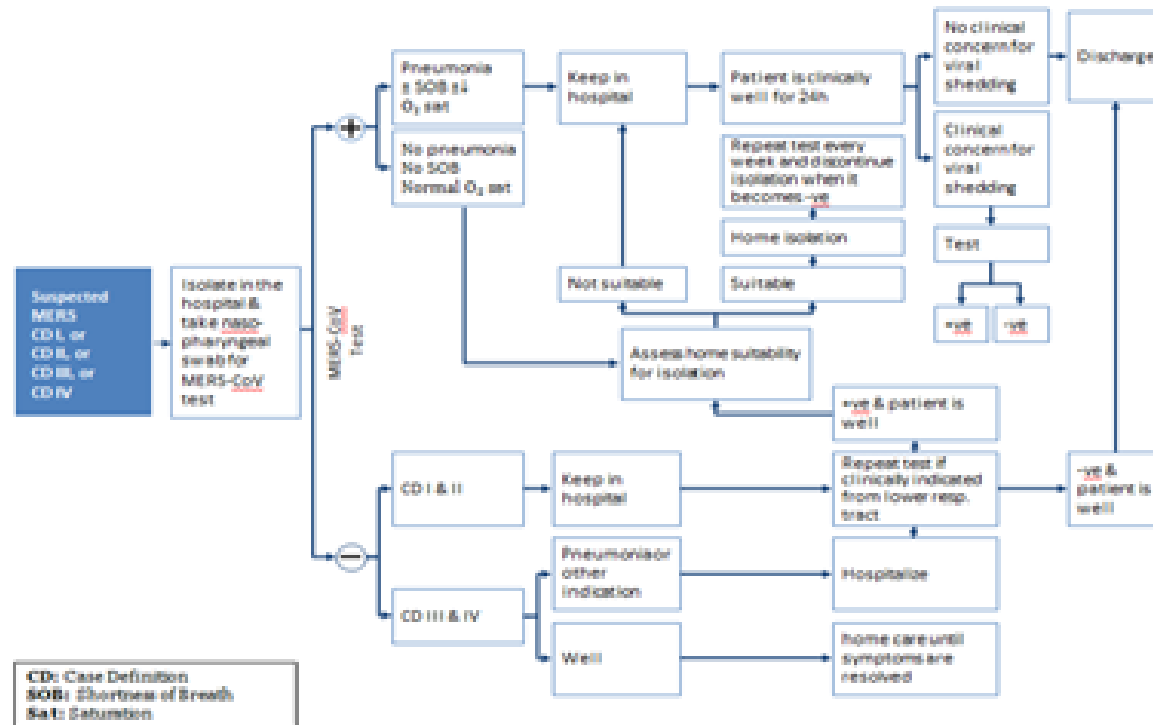 Suspected
MERS
CD I, or
CD II, or
CD III, or
CD IV
Isolate in the
hospital &
take naso-
pharyngeal
swab for
MERS-CoV
test
MERS-CoV
Test
+
Pneumonia
± SOB ±↓
O₂ sat
No pneumonia
No SOB
Normal O₂ sat
Keep in
hospital
Patient is clinically
well for 24h
No clinical
concern for
viral
shedding
Discharge
Clinical
concern for
viral
shedding
Test
+ve
-ve
Repeat test every
week and discontinue
isolation when it
becomes -ve
Home isolation
Not suitable
Suitable
Assess home suitability
for isolation
+ve & patient is
well
−
CD I & II
Keep in
hospital
Repeat test if
clinically indicated
from lower resp.
tract
-ve &
patient is
well
CD III & IV
Pneumonia or
other
indication
Hospitalize
Well
home care until
symptoms are
resolved
CD: Case Definition
SOB: Shortness of Breath
Sat: Saturation